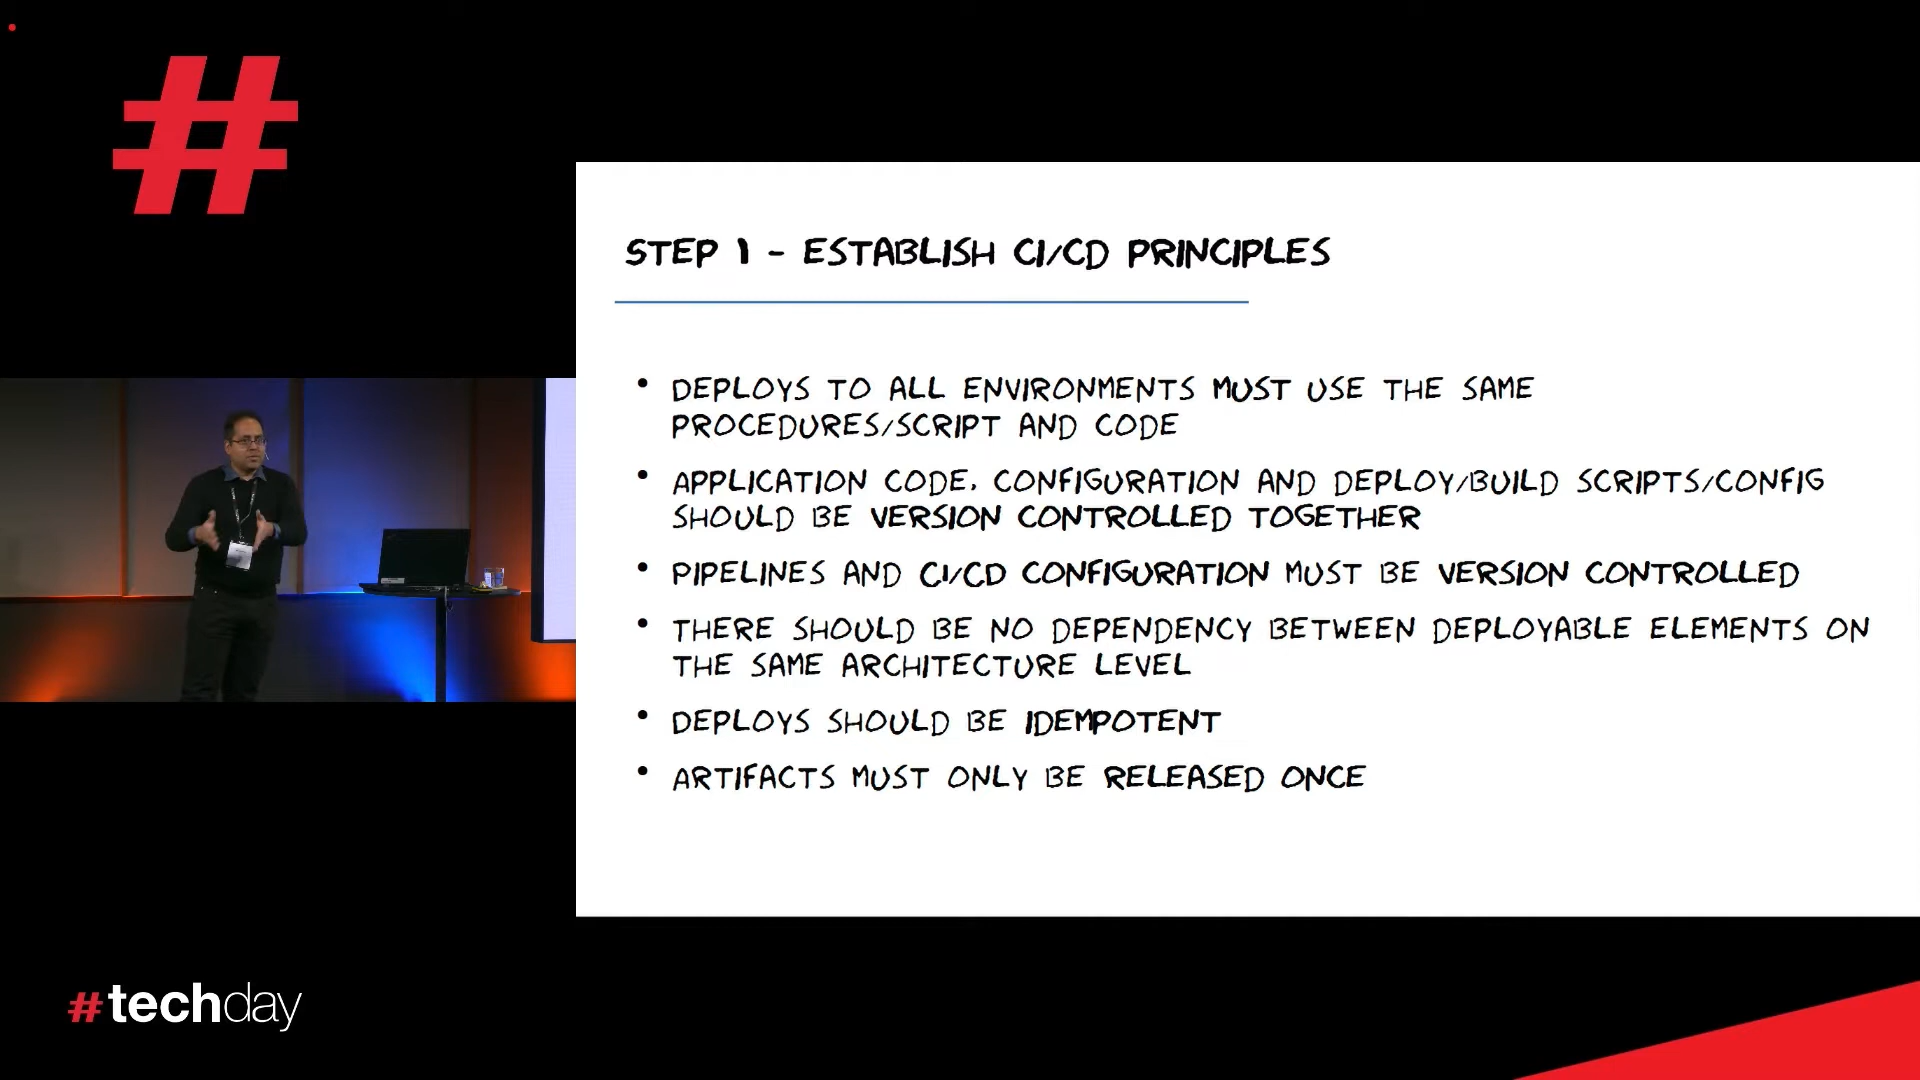 #
STEP 1 - ESTABLISH CI/CD PRINCIPLES
• DEPLOYS TO ALL ENVIRONMENTS MUST USE THE SAME
PROCEDURES/SCRIPT AND CODE
• APPLICATION CODE, CONFIGURATION AND DEPLOY/BUILD SCRIPTS/CONFIG
SHOULD BE VERSION CONTROLLED TOGETHER
• PIPELINES AND CI/CD CONFIGURATION MUST BE VERSION CONTROLLED
• THERE SHOULD BE NO DEPENDENCY BETWEEN DEPLOYABLE ELEMENTS ON
THE SAME ARCHITECTURE LEVEL
• DEPLOYS SHOULD BE IDEMPOTENT
• ARTIFACTS MUST ONLY BE RELEASED ONCE
#techday